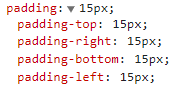 padding:▼15px;
padding-top: 15px;
padding-right: 15px;
padding-bottom: 15px;
padding-left: 15px;